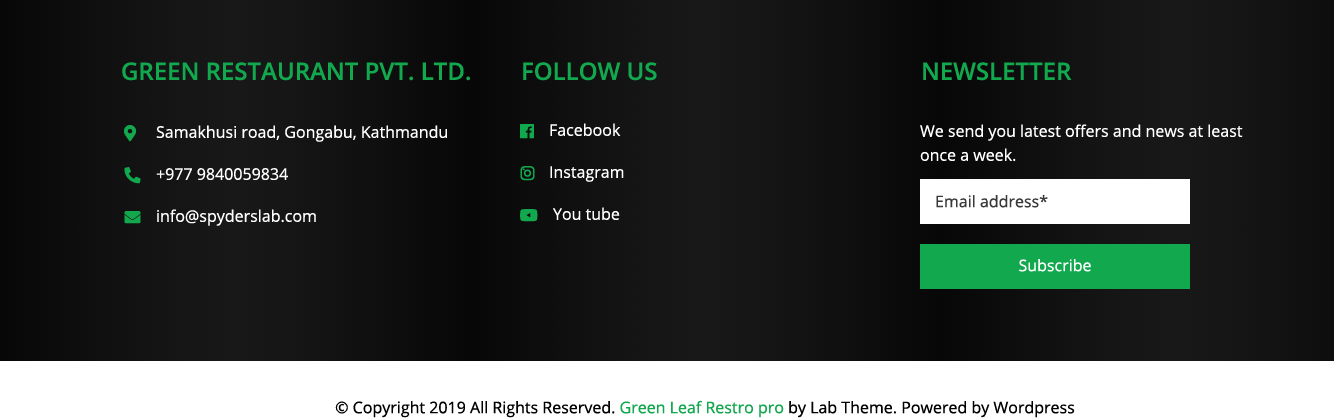 GREEN RESTAURANT PVT. LTD.
Samakhusi road, Gongabu, Kathmandu
+977 9840059834
info@spyderslab.com
FOLLOW US
Facebook
Instagram
You tube
NEWSLETTER
We send you latest offers and news at least
once a week.
Email address*
Subscribe
© Copyright 2019 All Rights Reserved. Green Leaf Restro pro by Lab Theme. Powered by Wordpress